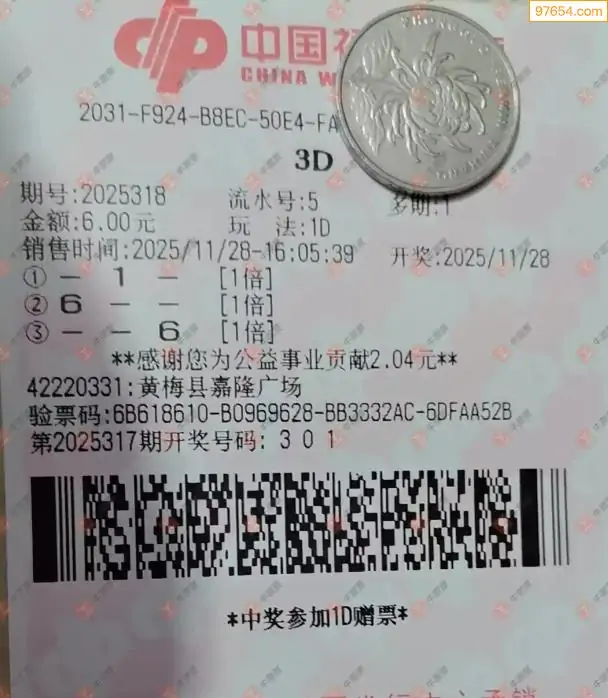 97654.com
中国福
CHINA W
2031-F924-B8EC-50E4-FA
3D
期号:2025318 流水号:5 多期:1
金额:6.00元 玩 法:1D
销售时间:2025/11/28-16:05:39 开奖:2025/11/28
① － 1 － [1倍]
② 6 － － [1倍]
③ － － 6 [1倍]
**感谢您为公益事业贡献2.04元**
42220331:黄梅县嘉隆广场
验票码:6B618610-B0969628-BB3332AC-6DFAA52B
第2025317期开奖号码: 3 0 1
*中奖参加1D赠票*